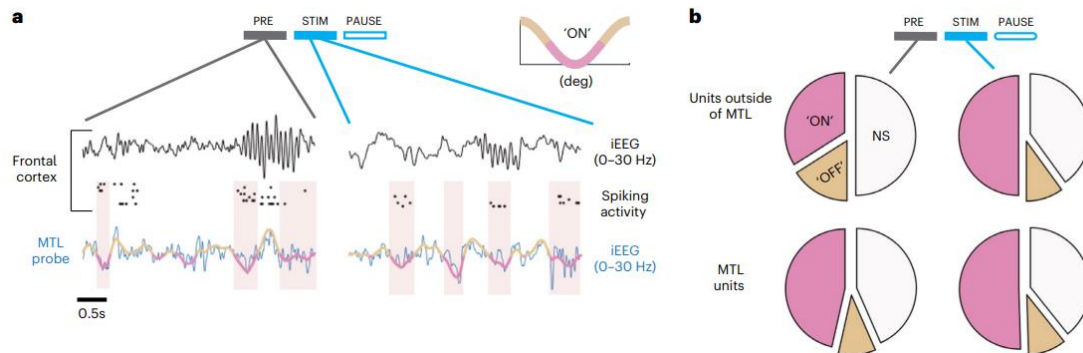 a
PRE STIM PAUSE
'ON'
(deg)
Frontal
cortex
iEEG
(0–30 Hz)
Spiking
activity
MTL
probe
iEEG
(0–30 Hz)
0.5s
b
PRE STIM PAUSE
Units outside
of MTL
'ON'
NS
'OFF'
MTL
units